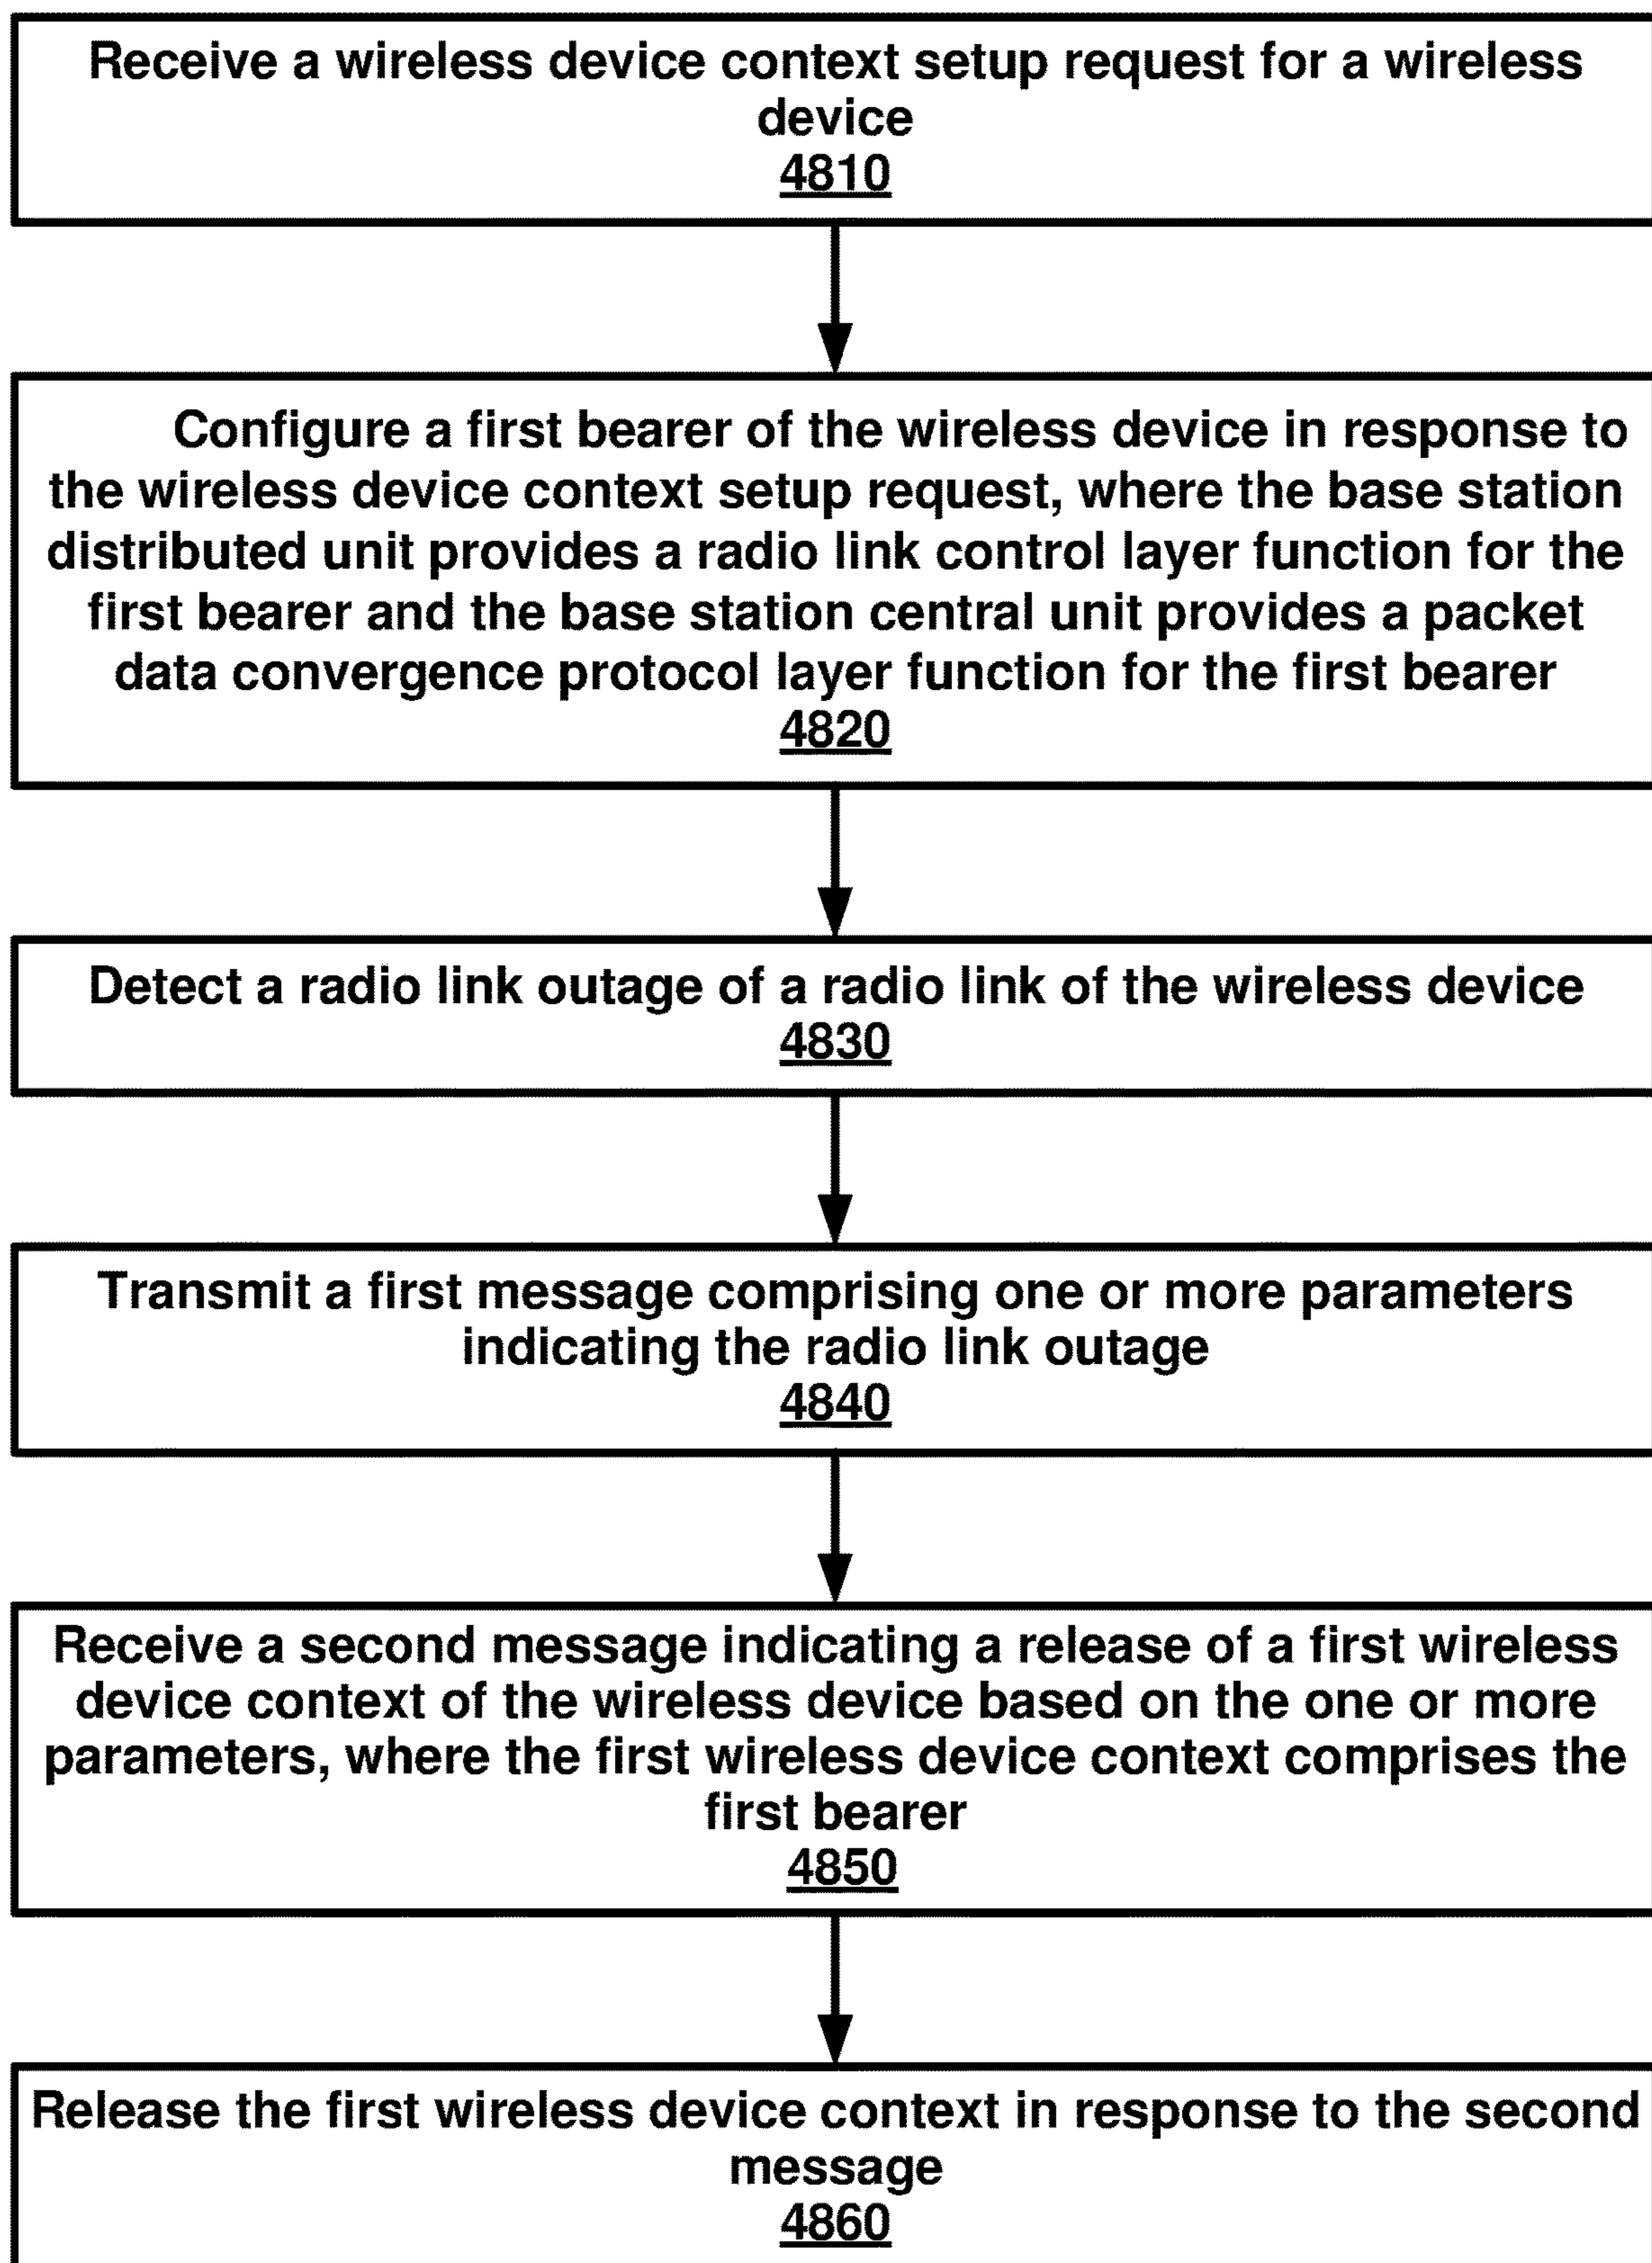 Receive a wireless device context setup request for a wireless
device
4810
Configure a first bearer of the wireless device in response to
the wireless device context setup request, where the base station
distributed unit provides a radio link control layer function for the
first bearer and the base station central unit provides a packet
data convergence protocol layer function for the first bearer
4820
Detect a radio link outage of a radio link of the wireless device
4830
Transmit a first message comprising one or more parameters
indicating the radio link outage
4840
Receive a second message indicating a release of a first wireless
device context of the wireless device based on the one or more
parameters, where the first wireless device context comprises the
first bearer
4850
Release the first wireless device context in response to the second
message
4860